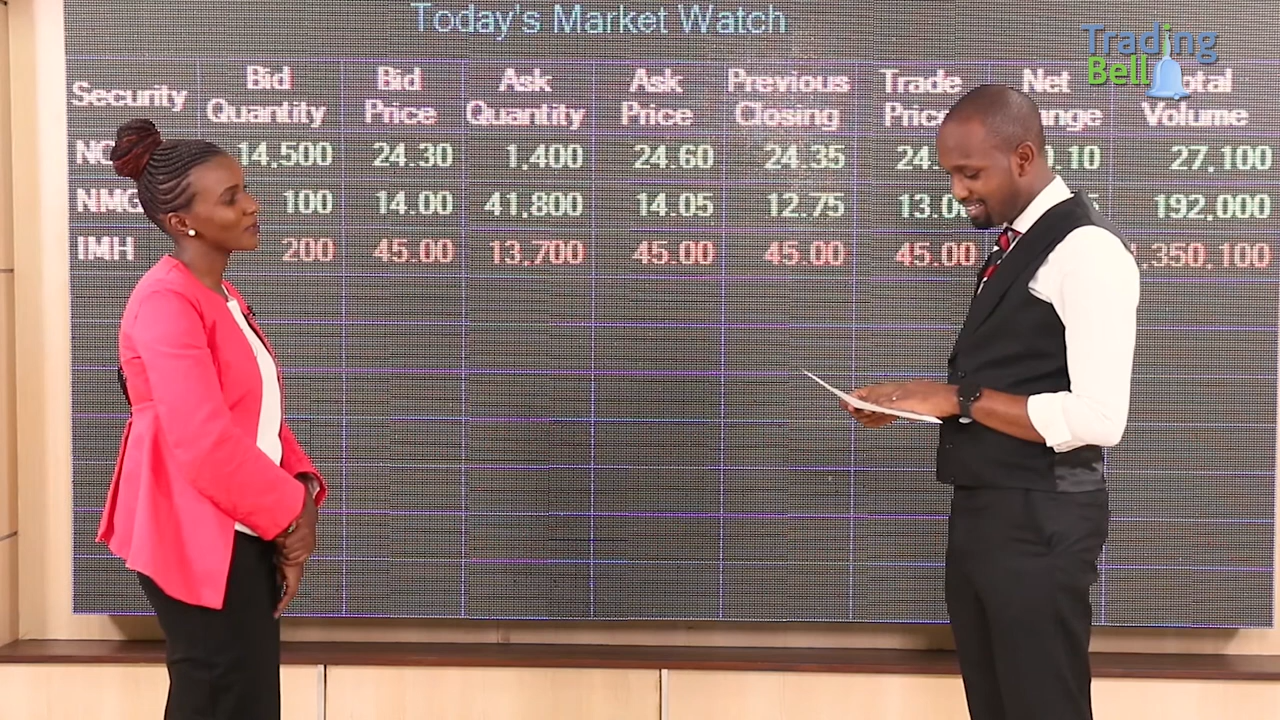 Today's Market Watch
Trading
Bell
Security Bid Quantity Bid Price Ask Quantity Ask Price Previous Closing Trade Price Net Total Volume
14,500 24.30 1,400 24.60 24.35 27,100
NMG 100 14.00 41,800 14.05 12.75 192,000
IMH 200 45.00 13,700 45.00 45.00 45.00